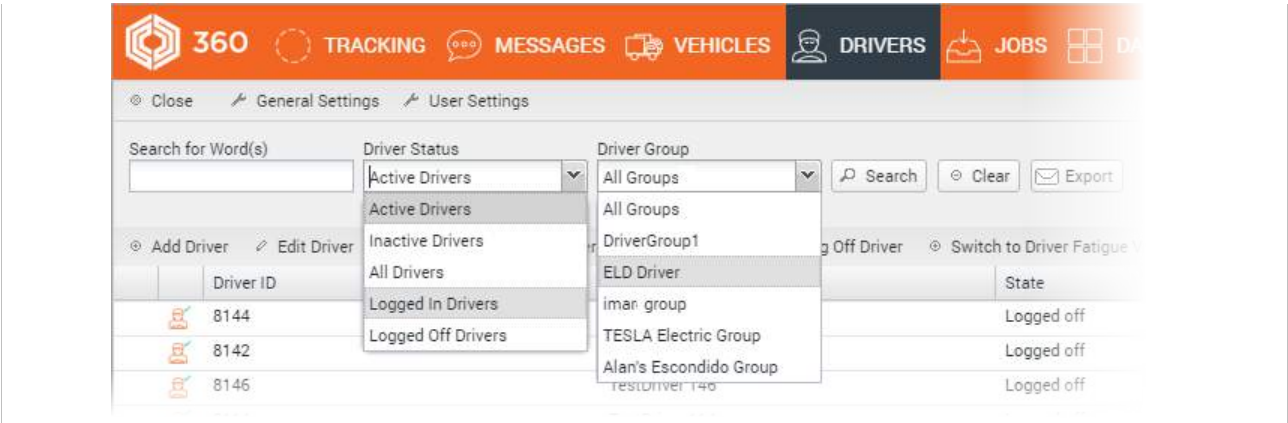 360 TRACKING MESSAGES VEHICLES DRIVERS JOBS DA
Close General Settings User Settings
Search for Word(s) Driver Status Driver Group
Active Drivers All Groups Search Clear Export
Active Drivers All Groups
Add Driver Edit Driver Inactive Drivers DriverGroup1 g Off Driver Switch to Driver Fatigue
All Drivers ELD Driver
Driver ID State
Logged In Drivers imar group
8144 Logged off
Logged Off Drivers TESLA Electric Group
8142 Logged off
Alan's Escondido Group
8146 TestDriver 146 Logged off